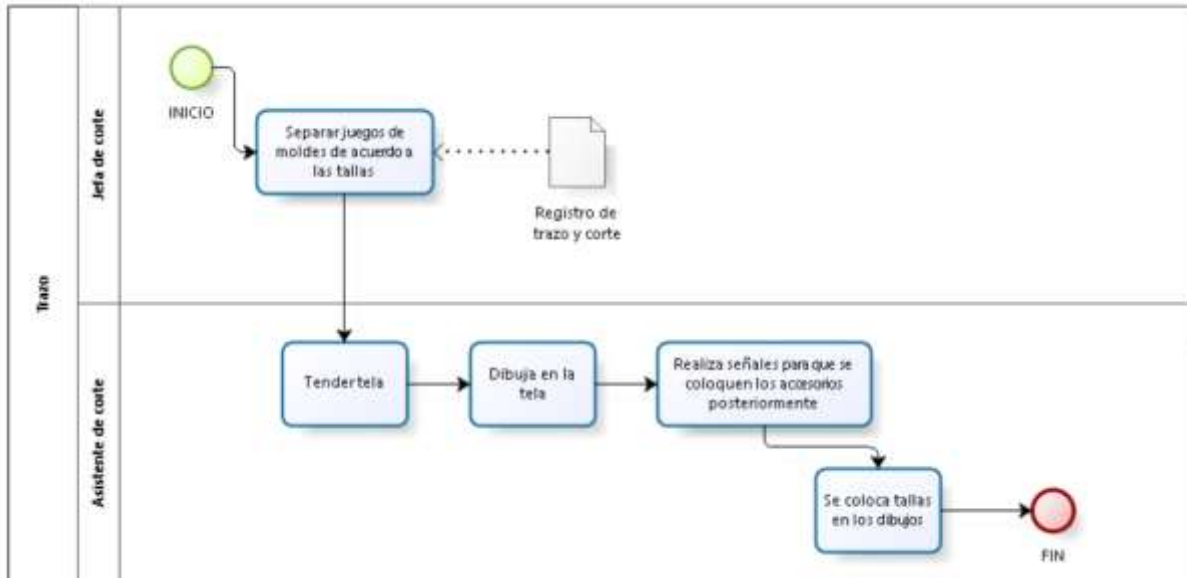 Trazo
Jefa de corte
INICIO
Separar juegos de
moldes de acuerdo a
las tallas
Registro de
trazo y corte
Asistente de corte
Tender tela
Dibuja en la
tela
Realiza señales para que se
coloquen los accesorios
posteriormente
Se coloca tallas
en los dibujos
FIN